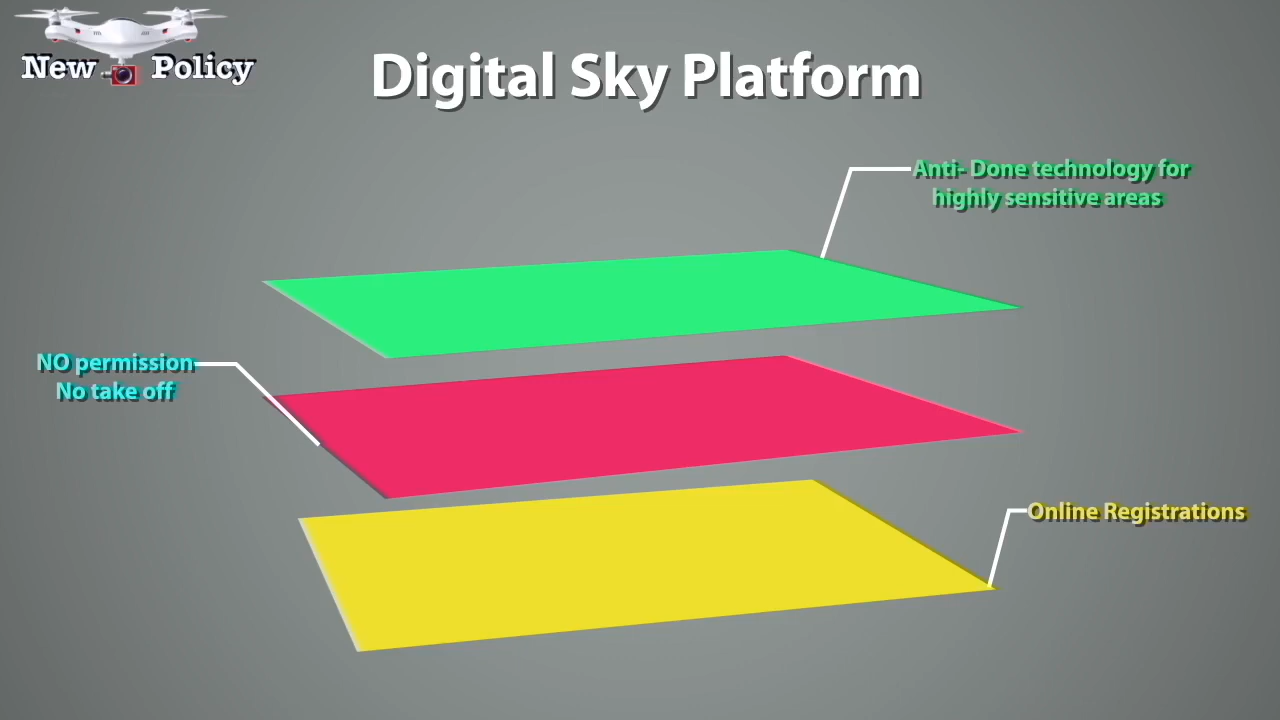 New Policy
Digital Sky Platform
Anti- Done technology for
highly sensitive areas
NO permission
No take off
Online Registrations